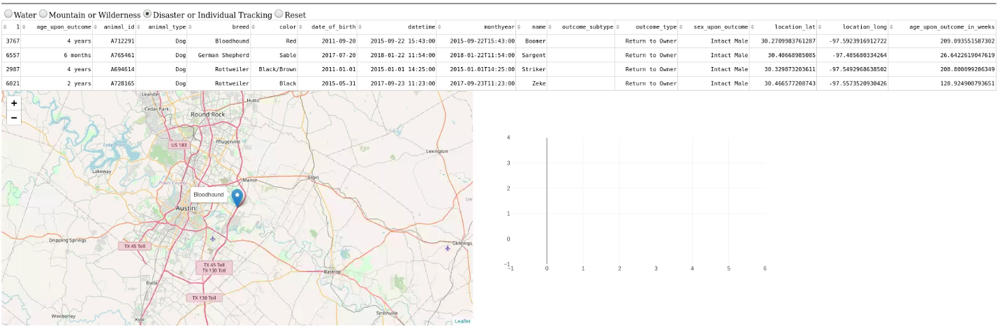 Water Mountain or Wilderness Disaster or Individual Tracking Reset
1 age_upon_outcome animal_id animal_type breed color date_of_birth datetime monthyear name outcome_subtype outcome_type sex_upon_outcome location_lat location_long age_upon_outcome_in_weeks
3767 4 years A712291 Dog Bloodhound Red 2011-09-20 2015-09-22 15:43:00 2015-09-22T15:43:00 Boomer Return to Owner Intact Male 30.2709983761287 -97.5923916912722 209.093551587302
6557 6 months A765461 Dog German Shepherd Sable 2017-07-20 2018-01-22 11:54:00 2018-01-22T11:54:00 Sargent Return to Owner Intact Male 30.40668985085 -97.485680334264 26.6422619047619
2987 4 years A694614 Dog Rottweiler Black/Brown 2011-01-01 2015-01-01 14:25:00 2015-01-01T14:25:00 Striker Return to Owner Intact Male 30.329873203611 -97.5492968638502 208.800099206349
6021 2 years A728165 Dog Rottweiler Black 2015-05-31 2017-09-23 11:23:00 2017-09-23T11:23:00 Zeke Return to Owner Intact Male 30.466577208743 -97.5573520930426 120.924900793651
+
−
Leander
Hutto
Cedar Park
Round Rock
US 183
Lake Travis
Pflugerville
Lexington
Lakeway
Travis County
Manor
Elgin
Bloodhound
Lee
Austin
Dripping Springs
TX 45 Toll
Giddings
TX 45 Toll
TX 130 Toll
Bastrop
Buda
TX 130 Toll
Wimberley
Kyle
Smithville
Leaflet
4
3
2
1
0
−1
−1 0 1 2 3 4 5 6